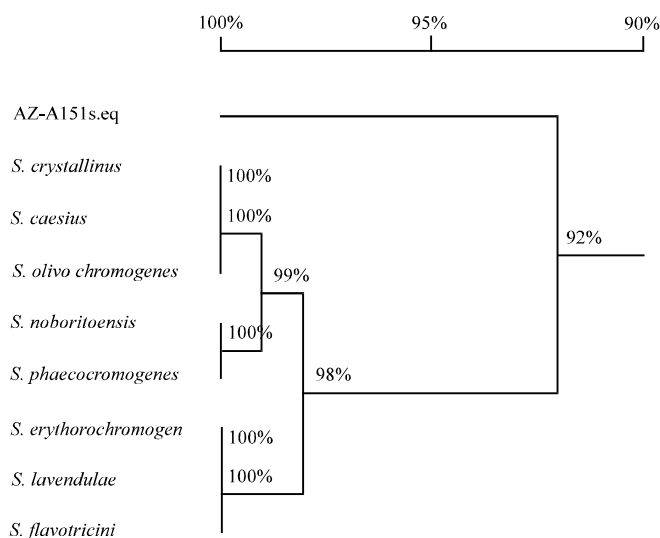 100% 95% 90%
AZ-A151s.eq
S. crystallinus
100%
S. caesius
100%
92%
S. olivo chromogenes
99%
S. noboritoensis
100%
S. phaecocromogenes
98%
S. erythorochromogen
100%
S. lavendulae
100%
S. flavotricini